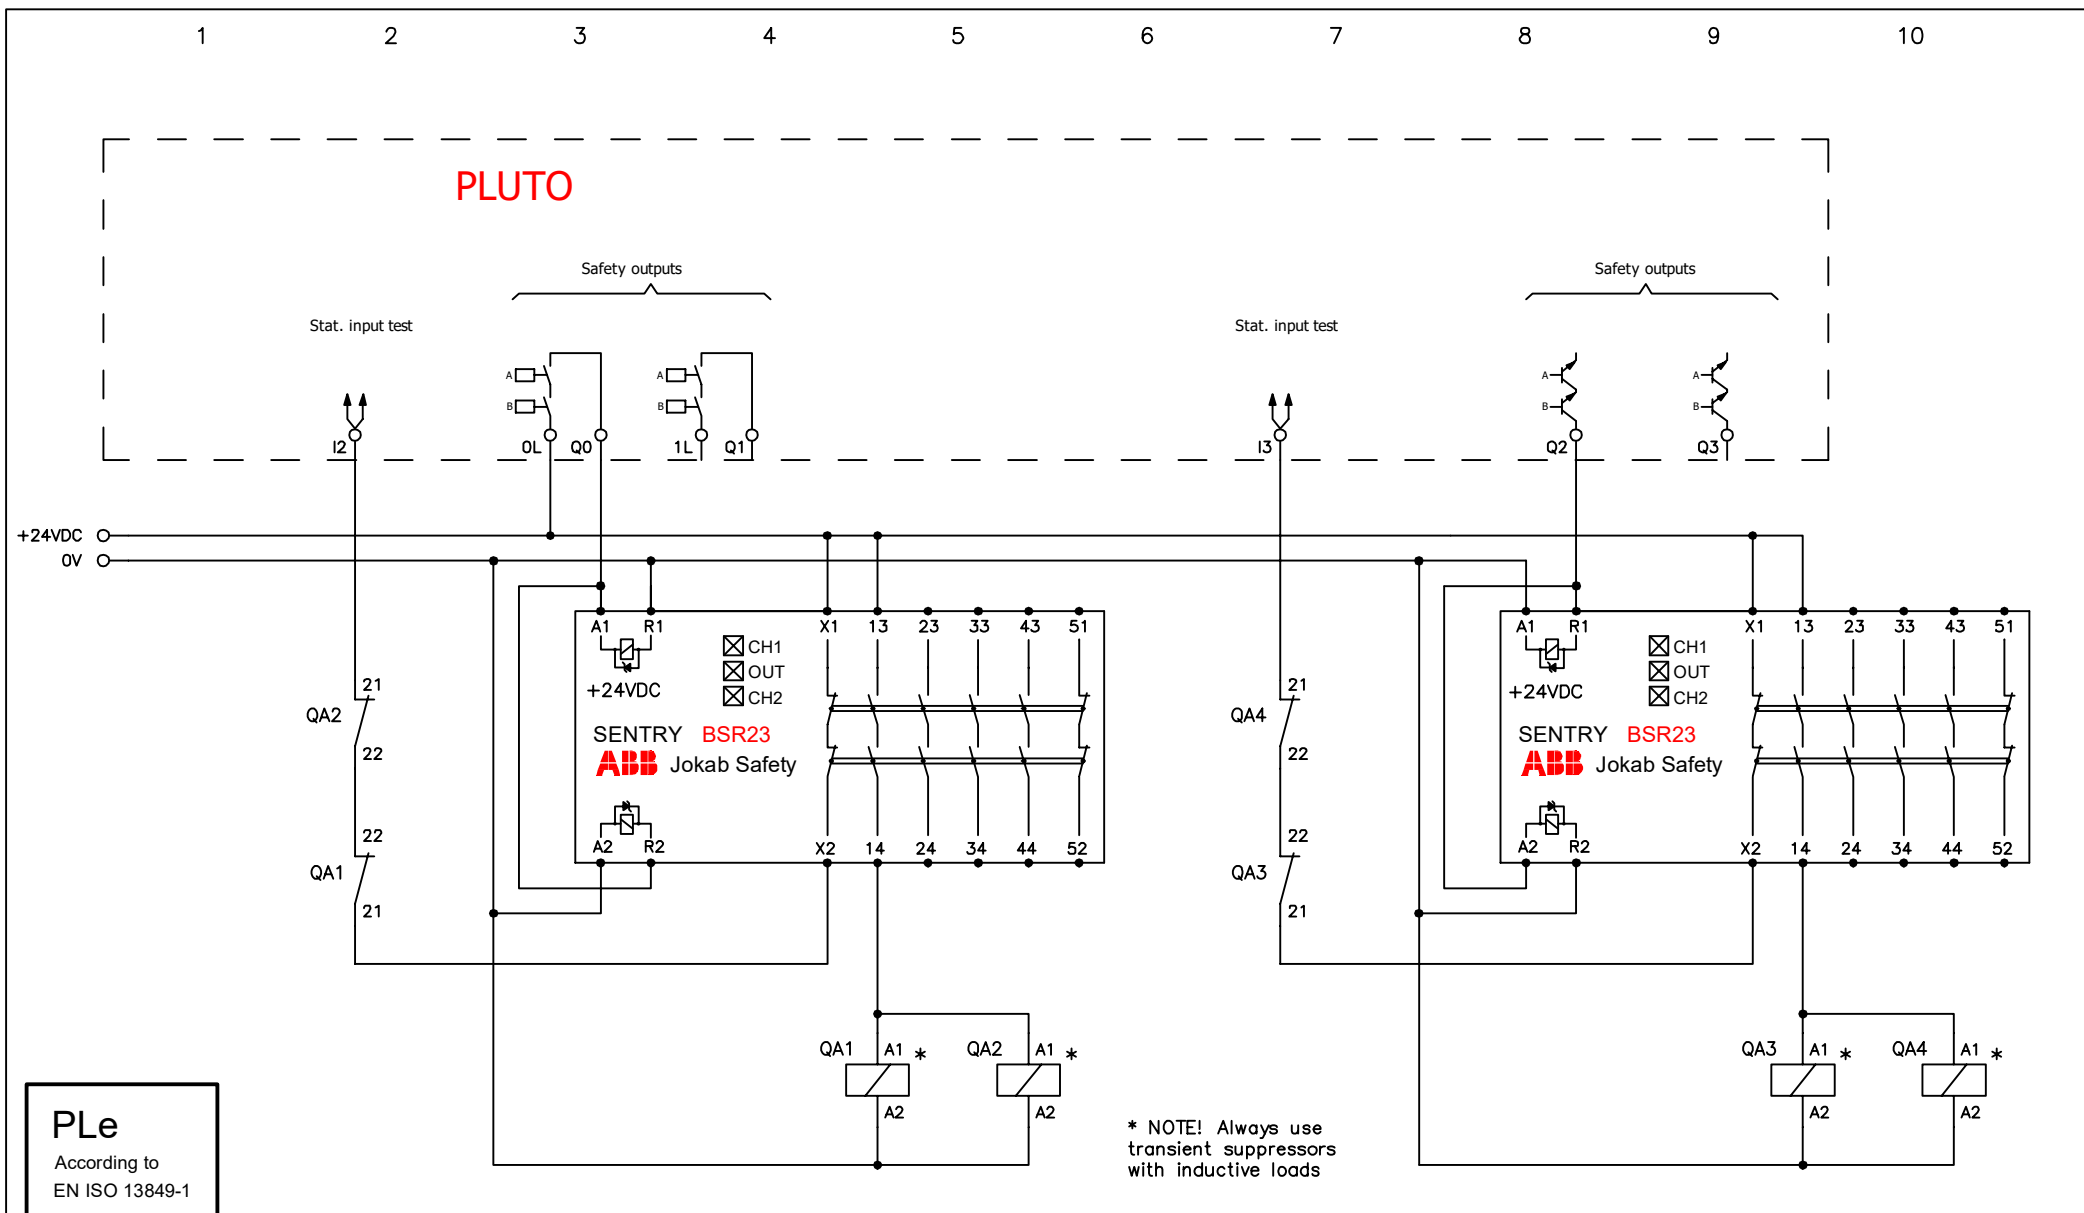 1 2 3 4 5 6 7 8 9 10
PLUTO
Safety outputs Safety outputs
Stat. input test Stat. input test
A A A A
B B B B
I2 0L Q0 1L Q1 I3 Q2 Q3
+24VDC
0V
A1 R1 X1 13 23 33 43 51
CH1
OUT
CH2
+24VDC
SENTRY BSR23
ABB Jokab Safety
A2 R2 X2 14 24 34 44 52
A1 R1 X1 13 23 33 43 51
CH1
OUT
CH2
+24VDC
SENTRY BSR23
ABB Jokab Safety
A2 R2 X2 14 24 34 44 52
21
QA2
22
22
QA1
21
21
QA4
22
22
QA3
21
QA1 A1 * QA2 A1 * QA3 A1 * QA4 A1 *
A2 A2 A2 A2
* NOTE! Always use
transient suppressors
with inductive loads
PLe
According to
EN ISO 13849-1